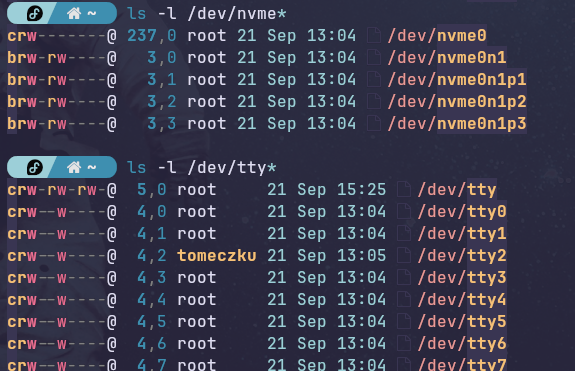 ~ ls -l /dev/nvme*
crw-------@ 237,0 root 21 Sep 13:04 /dev/nvme0
brw-rw----@ 3,0 root 21 Sep 13:04 /dev/nvme0n1
brw-rw----@ 3,1 root 21 Sep 13:04 /dev/nvme0n1p1
brw-rw----@ 3,2 root 21 Sep 13:04 /dev/nvme0n1p2
brw-rw----@ 3,3 root 21 Sep 13:04 /dev/nvme0n1p3
~ ls -l /dev/tty*
crw-rw-rw-@ 5,0 root 21 Sep 15:25 /dev/tty
crw--w----@ 4,0 root 21 Sep 13:04 /dev/tty0
crw--w----@ 4,1 root 21 Sep 13:04 /dev/tty1
crw--w----@ 4,2 tomeczku 21 Sep 13:05 /dev/tty2
crw--w----@ 4,3 root 21 Sep 13:04 /dev/tty3
crw--w----@ 4,4 root 21 Sep 13:04 /dev/tty4
crw--w----@ 4,5 root 21 Sep 13:04 /dev/tty5
crw--w----@ 4,6 root 21 Sep 13:04 /dev/tty6
crw--w----@ 4,7 root 21 Sep 13:04 /dev/tty7